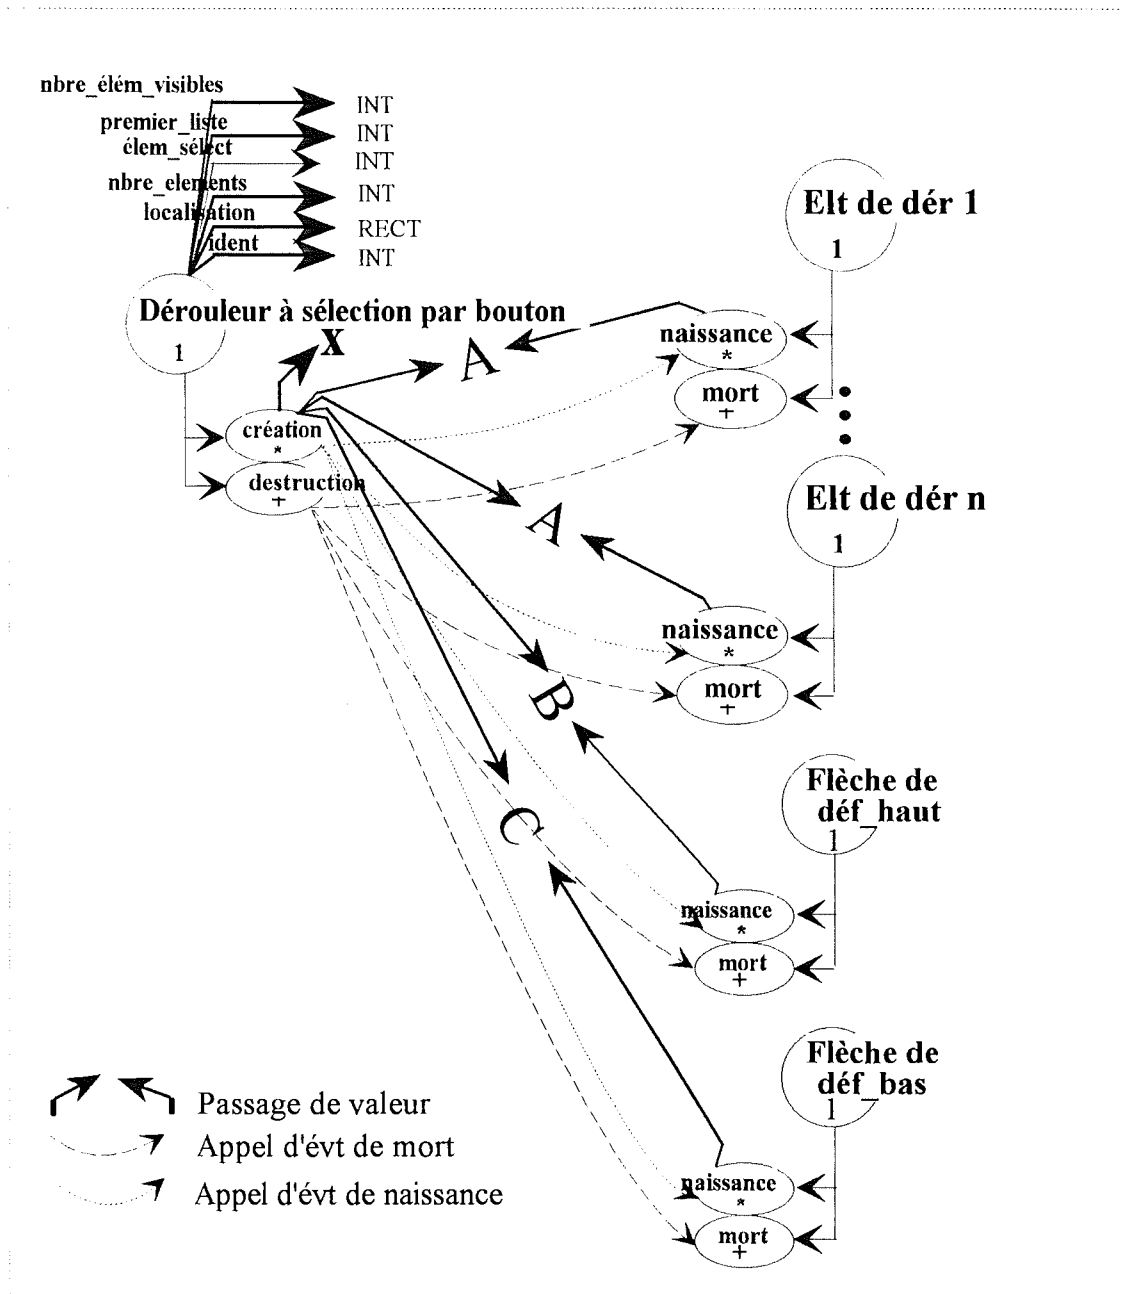 nbre_élém_visibles
INT
premier_liste
INT
élem_sélect
INT
nbre_elements
INT
localisation
RECT
ident
INT
Dérouleur à sélection par bouton
1
x
création
*
destruction
+
A
A
B
C
Elt de dér 1
1
naissance
*
mort
+
Elt de dér n
1
naissance
*
mort
+
Flèche de
déf_haut
1
naissance
*
mort
+
Flèche de
déf_bas
1
naissance
*
mort
+
Passage de valeur
Appel d'évt de mort
Appel d'évt de naissance